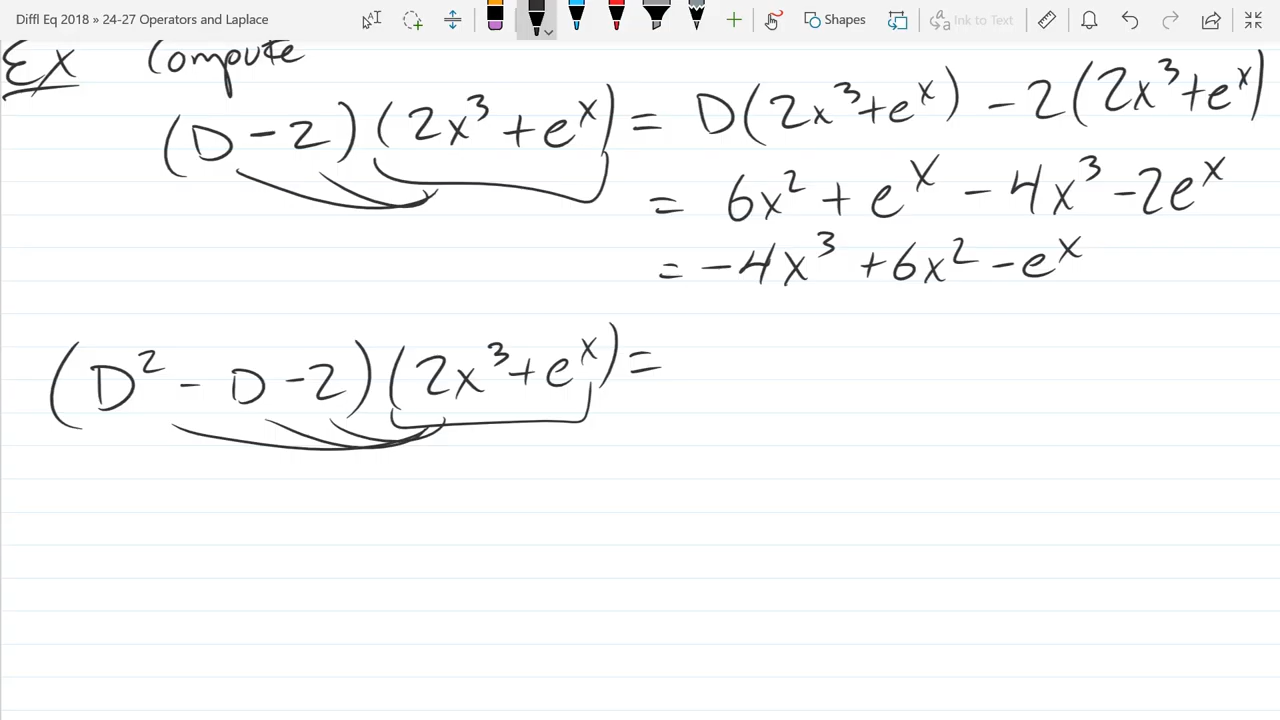 Diffl Eq 2018 » 24-27 Operators and Laplace
Shapes
Ink to Text
Ex Compute
(D - 2)(2x³ + eˣ) = D(2x³ + eˣ) - 2(2x³ + eˣ)
= 6x² + eˣ - 4x³ - 2eˣ
= -4x³ + 6x² - eˣ
(D² - D - 2)(2x³ + eˣ) =